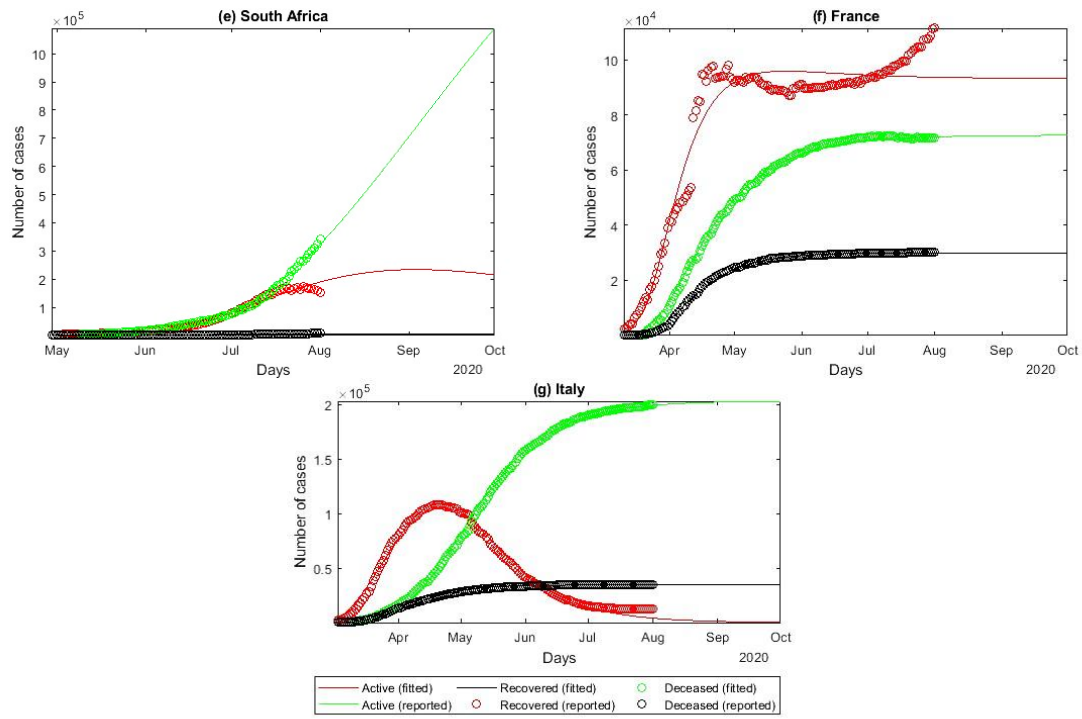 (e) South Africa
× 10^5
10
9
8
7
6
5
4
3
2
1
Number of cases
May Jun Jul Aug Sep Oct
Days 2020
(f) France
× 10^4
10
8
6
4
2
Number of cases
Apr May Jun Jul Aug Sep Oct
Days 2020
(g) Italy
× 10^5
2
1.5
1
0.5
Number of cases
Apr May Jun Jul Aug Sep Oct
Days 2020
Active (fitted) Recovered (fitted) Deceased (fitted)
Active (reported) Recovered (reported) Deceased (reported)